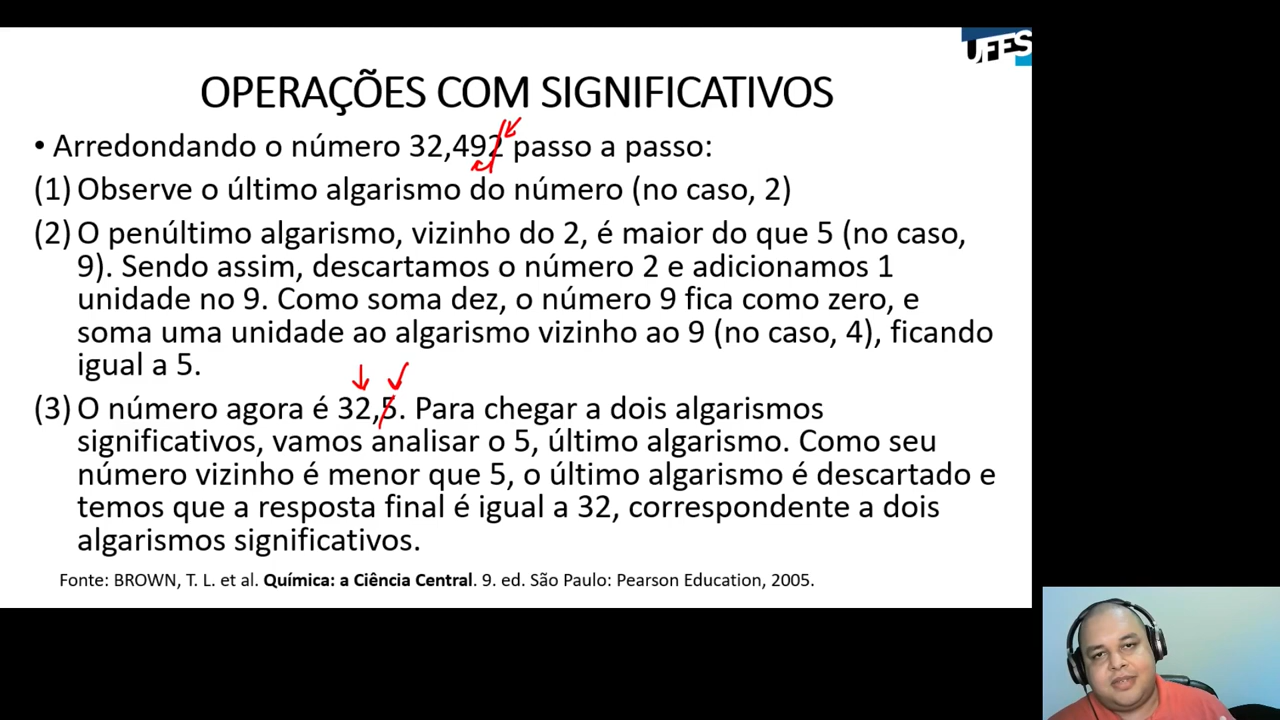 UFES
OPERAÇÕES COM SIGNIFICATIVOS
• Arredondando o número 32,492 passo a passo:
(1) Observe o último algarismo do número (no caso, 2)
(2) O penúltimo algarismo, vizinho do 2, é maior do que 5 (no caso,
9). Sendo assim, descartamos o número 2 e adicionamos 1
unidade no 9. Como soma dez, o número 9 fica como zero, e
soma uma unidade ao algarismo vizinho ao 9 (no caso, 4), ficando
igual a 5.
(3) O número agora é 32,5. Para chegar a dois algarismos
significativos, vamos analisar o 5, último algarismo. Como seu
número vizinho é menor que 5, o último algarismo é descartado e
temos que a resposta final é igual a 32, correspondente a dois
algarismos significativos.
Fonte: BROWN, T. L. et al. Química: a Ciência Central. 9. ed. São Paulo: Pearson Education, 2005.